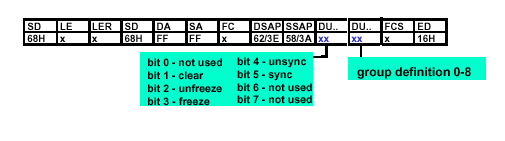 SD LE LER SD DA SA FC DSAP SSAP DU.. DU.. FCS ED
68H x x 68H FF FF x 62/3E 58/3A xx xx x 16H
bit 0 - not used bit 4 - unsync
bit 1 - clear bit 5 - sync
bit 2 - unfreeze bit 6 - not used
bit 3 - freeze bit 7 - not used
group definition 0-8